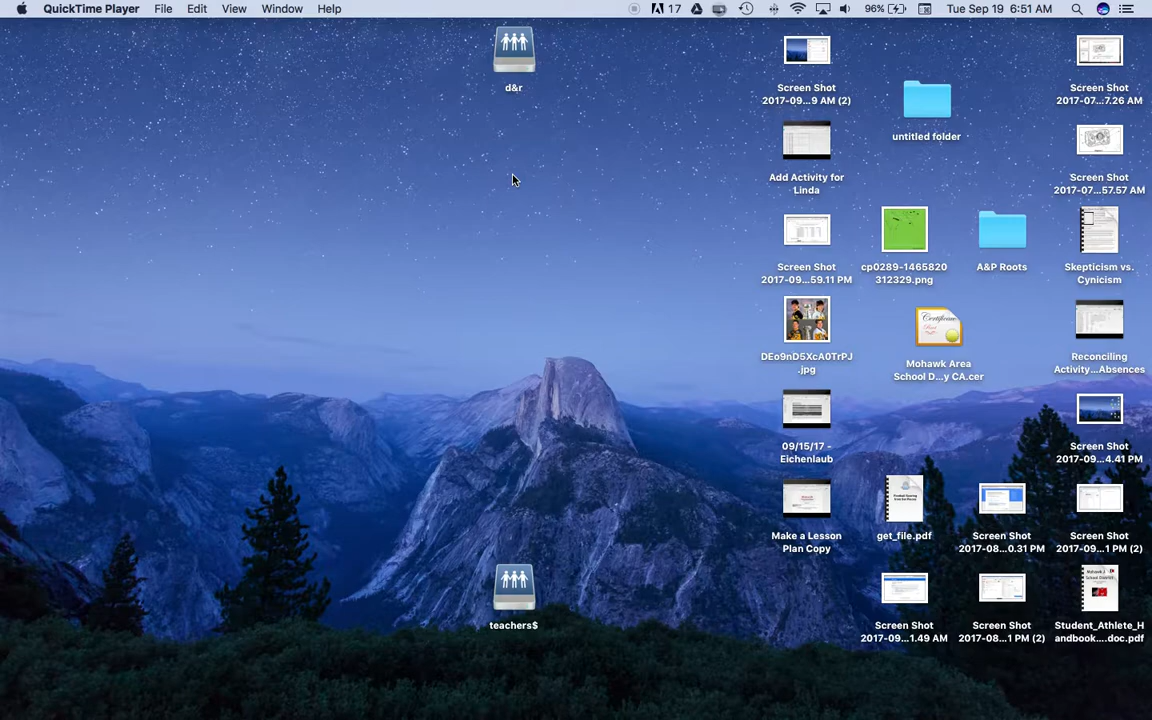 QuickTime Player File Edit View Window Help 17 96% Tue Sep 19 6:51 AM
d&r
Screen Shot
2017-09...9 AM (2)
untitled folder
Screen Shot
2017-07...7.26 AM
Add Activity for
Linda
Screen Shot
2017-07...57.57 AM
Screen Shot
2017-09...59.11 PM
cp0289-1465820
312329.png
A&P Roots
Skepticism vs.
Cynicism
DEo9nD5XcA0TrPJ
.jpg
Mohawk Area
School D...y CA.cer
Reconciling
Activity...Absences
09/15/17 -
Eichenlaub
Screen Shot
2017-09...4.41 PM
Make a Lesson
Plan Copy
get_file.pdf
Screen Shot
2017-08...0.31 PM
Screen Shot
2017-09...1 PM (2)
teachers$
Screen Shot
2017-09...1.49 AM
Screen Shot
2017-08...1 PM (2)
Student_Athlete_H
andbook....doc.pdf